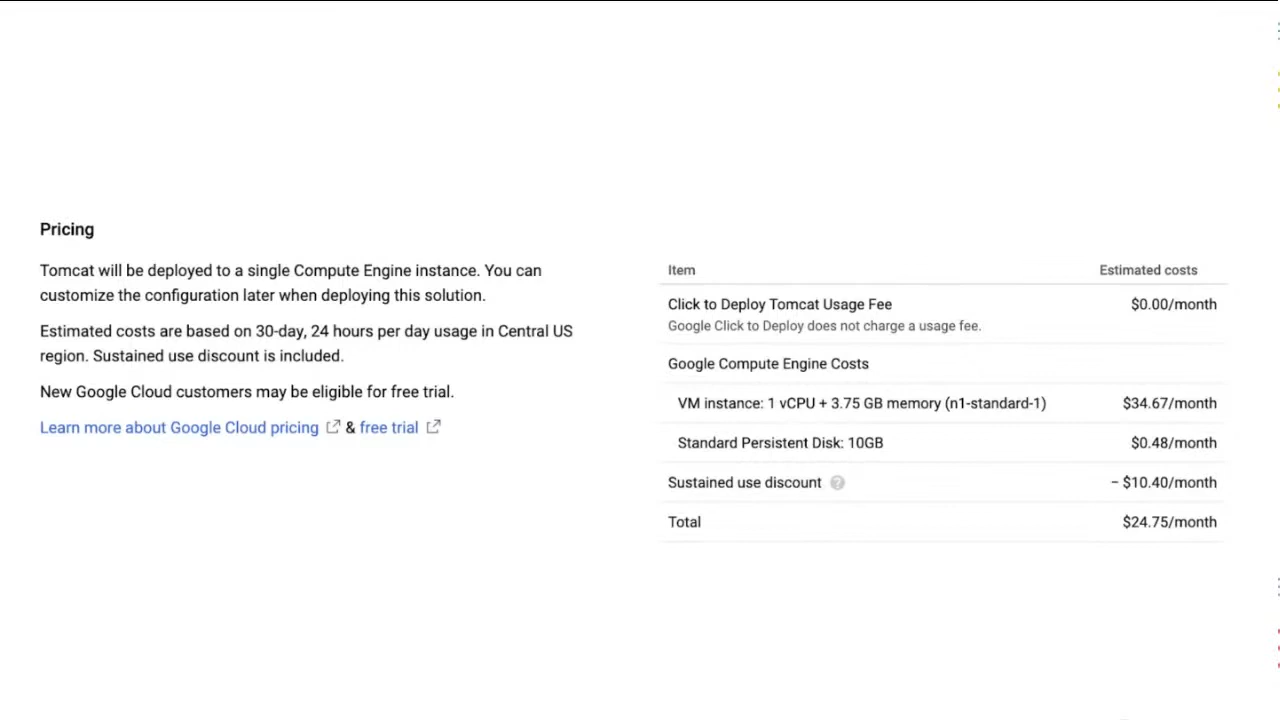 Pricing
Tomcat will be deployed to a single Compute Engine instance. You can
customize the configuration later when deploying this solution.
Estimated costs are based on 30-day, 24 hours per day usage in Central US
region. Sustained use discount is included.
New Google Cloud customers may be eligible for free trial.
Learn more about Google Cloud pricing & free trial
Item Estimated costs
Click to Deploy Tomcat Usage Fee $0.00/month
Google Click to Deploy does not charge a usage fee.
Google Compute Engine Costs
VM instance: 1 vCPU + 3.75 GB memory (n1-standard-1) $34.67/month
Standard Persistent Disk: 10GB $0.48/month
Sustained use discount ? − $10.40/month
Total $24.75/month